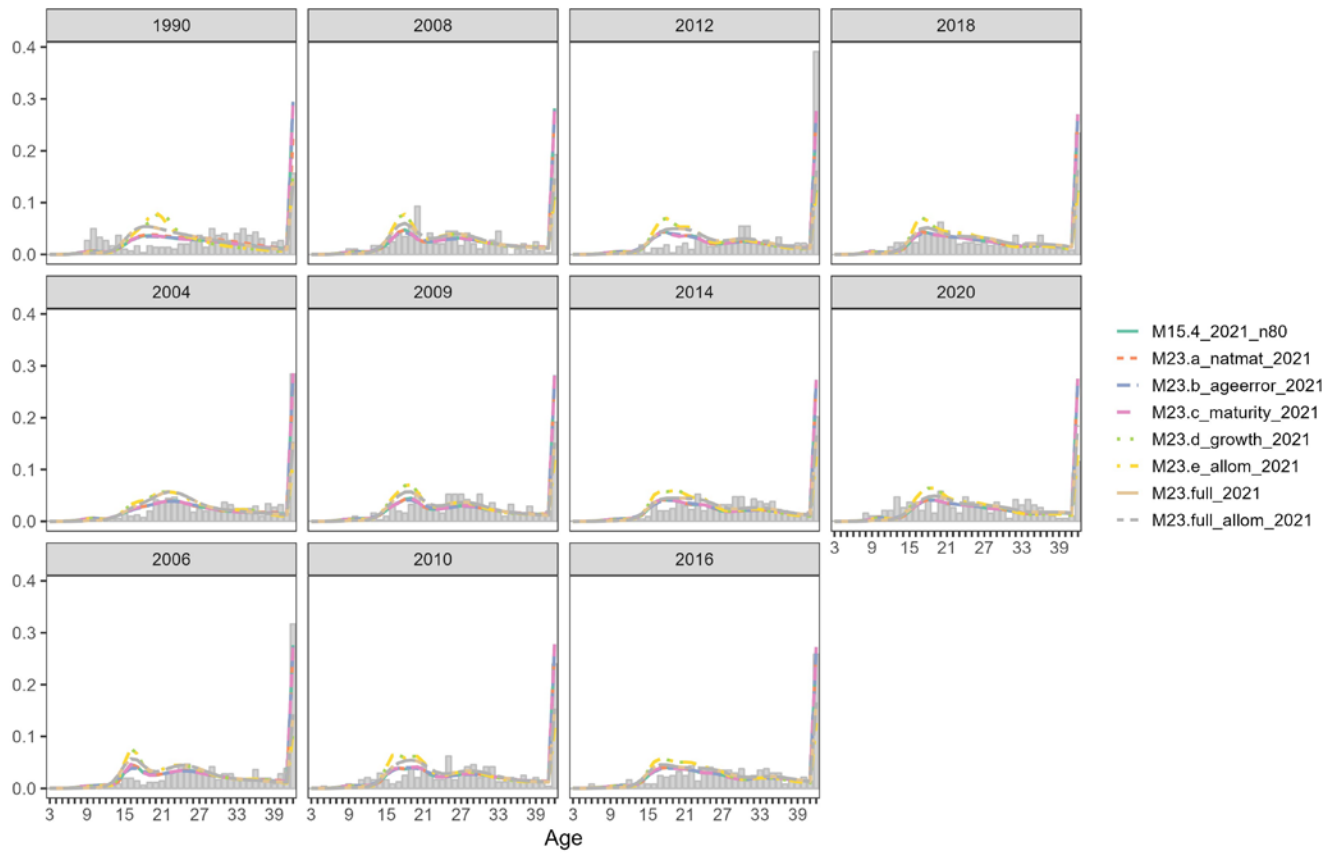 1990 2008 2012 2018
0.4
0.3
0.2
0.1
0.0
2004 2009 2014 2020
0.4
0.3
0.2
0.1
0.0
3 9 15 21 27 33 39
2006 2010 2016
0.4
0.3
0.2
0.1
0.0
3 9 15 21 27 33 39 3 9 15 21 27 33 39 3 9 15 21 27 33 39
Age
M15.4_2021_n80
M23.a_natmat_2021
M23.b_ageerror_2021
M23.c_maturity_2021
M23.d_growth_2021
M23.e_allom_2021
M23.full_2021
M23.full_allom_2021